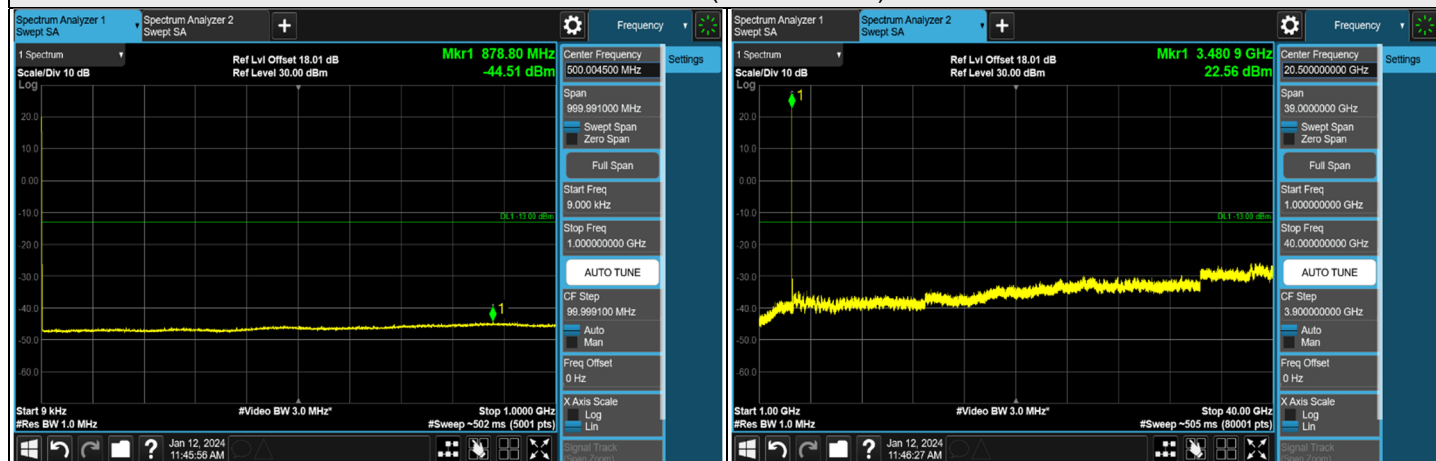 Spectrum Analyzer 1
Swept SA
Spectrum Analyzer 2
Swept SA
+
Frequency
1 Spectrum
Scale/Div 10 dB
Log
Ref Lvl Offset 18.01 dB
Ref Level 30.00 dBm
Mkr1 878.80 MHz
-44.51 dBm
20.0
10.0
0.00
-10.0
-20.0
-30.0
-40.0
-50.0
-60.0
DL1 -13.00 dBm
1
Start 9 kHz
#Res BW 1.0 MHz
#Video BW 3.0 MHz*
Stop 1.0000 GHz
#Sweep ~502 ms (5001 pts)
Center Frequency
500.004500 MHz
Settings
Span
999.991000 MHz
Swept Span
Zero Span
Full Span
Start Freq
9.000 kHz
Stop Freq
1.000000000 GHz
AUTO TUNE
CF Step
99.999100 MHz
Auto
Man
Freq Offset
0 Hz
X Axis Scale
Log
Lin
Signal Track
(Span Zoom)
?
Jan 12, 2024
11:45:56 AM
Spectrum Analyzer 1
Swept SA
Spectrum Analyzer 2
Swept SA
+
Frequency
1 Spectrum
Scale/Div 10 dB
Log
Ref Lvl Offset 18.01 dB
Ref Level 30.00 dBm
Mkr1 3.480 9 GHz
22.56 dBm
20.0
10.0
0.00
-10.0
-20.0
-30.0
-40.0
-50.0
-60.0
DL1 -13.00 dBm
1
Start 1.00 GHz
#Res BW 1.0 MHz
#Video BW 3.0 MHz*
Stop 40.00 GHz
#Sweep ~505 ms (80001 pts)
Center Frequency
20.500000000 GHz
Settings
Span
39.0000000 GHz
Swept Span
Zero Span
Full Span
Start Freq
1.000000000 GHz
Stop Freq
40.000000000 GHz
AUTO TUNE
CF Step
3.900000000 GHz
Auto
Man
Freq Offset
0 Hz
X Axis Scale
Log
Lin
Signal Track
(Span Zoom)
?
Jan 12, 2024
11:46:27 AM